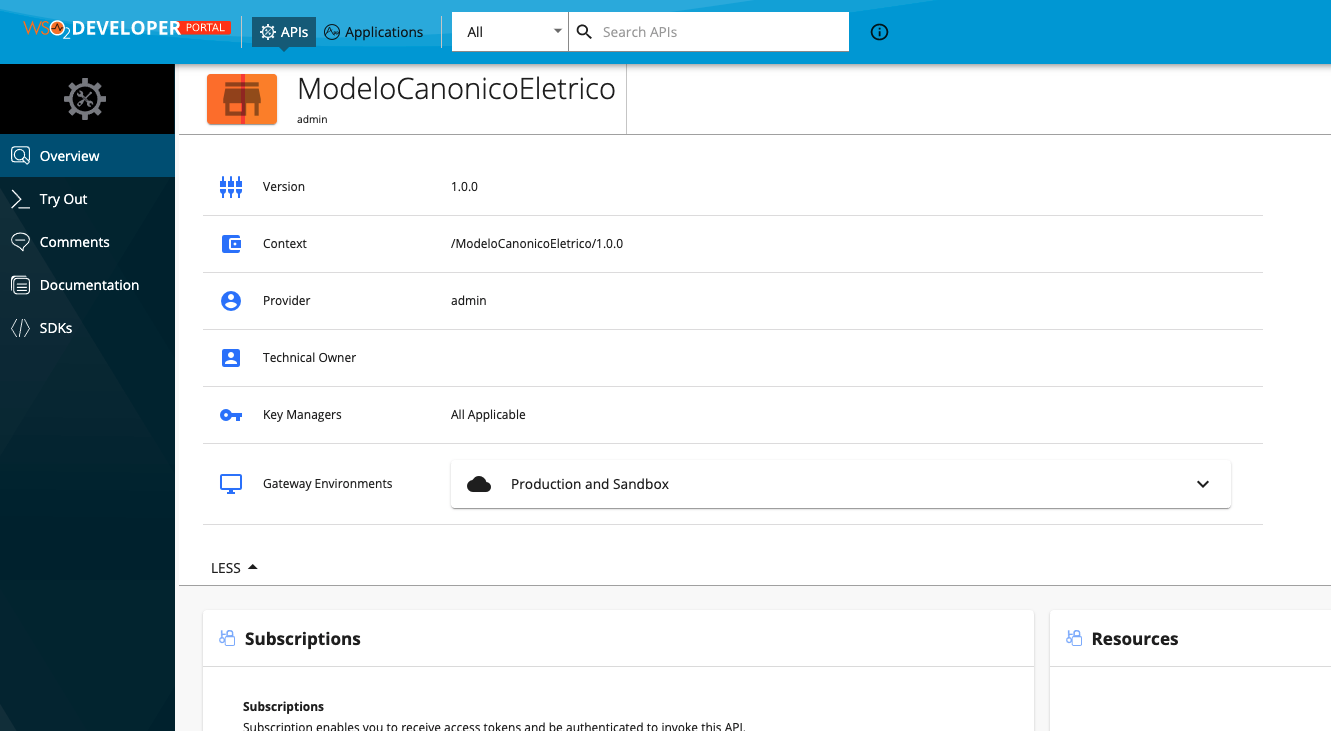 WSO2 DEVELOPER PORTAL
APIs
Applications
All
Search APIs
ModeloCanonicoEletrico
admin
Overview
Try Out
Comments
Documentation
SDKs
Version 1.0.0
Context /ModeloCanonicoEletrico/1.0.0
Provider admin
Technical Owner
Key Managers All Applicable
Gateway Environments Production and Sandbox
LESS
Subscriptions
Resources
Subscriptions
Subscription enables you to receive access tokens and be authenticated to invoke this API.